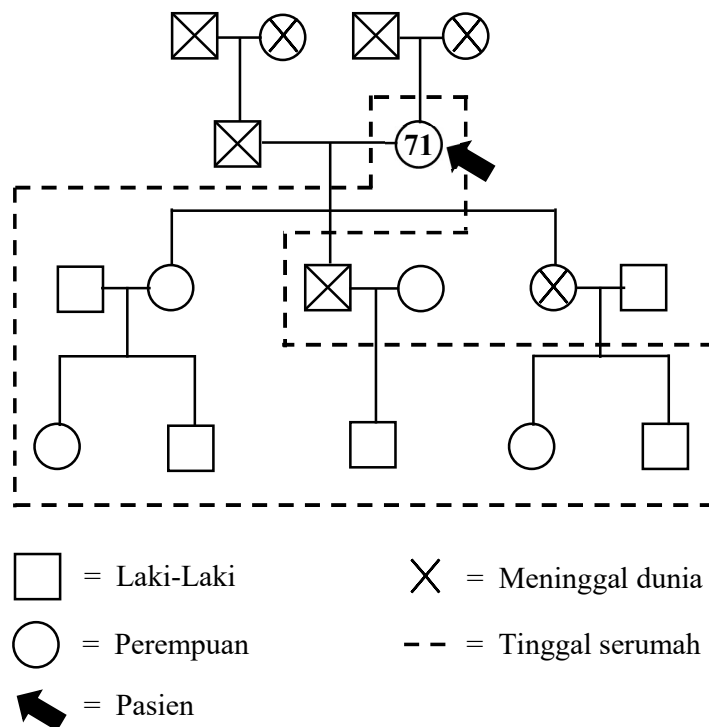 71
= Laki-Laki
= Meninggal dunia
= Perempuan
= Tinggal serumah
= Pasien